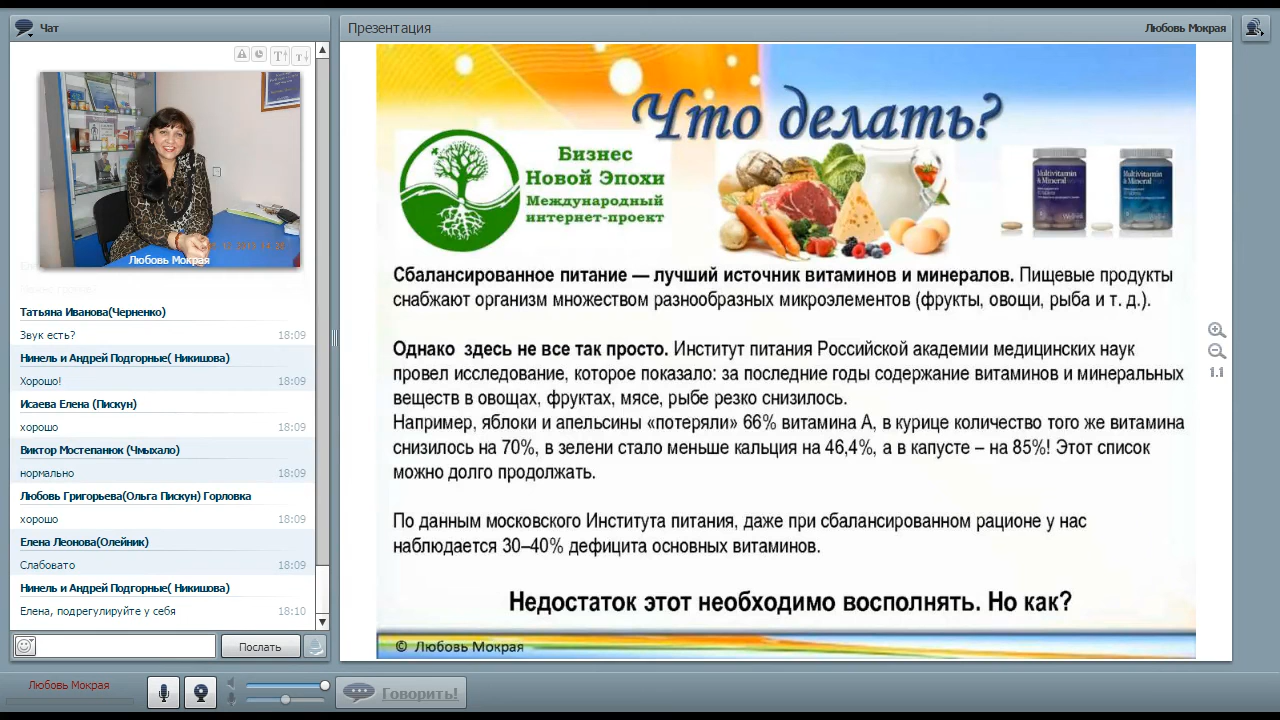 Чат
Любовь Мокрая
Татьяна Иванова(Черненко)
Звук есть? 18:09
Нинель и Андрей Подгорные( Никишова)
Хорошо! 18:09
Исаева Елена (Пискун)
хорошо 18:09
Виктор Мостепанюк (Чмыхало)
нормально 18:09
Любовь Григорьева(Ольга Пискун) Горловка
хорошо 18:09
Елена Леонова(Олейник)
Слабовато 18:09
Нинель и Андрей Подгорные( Никишова)
Елена, подрегулируйте у себя 18:10
Послать
Презентация
Любовь Мокрая
Что делать?
Бизнес
Новой Эпохи
Международный
интернет-проект
Multivitamin
& Mineral
Multivitamin
& Mineral
Сбалансированное питание — лучший источник витаминов и минералов. Пищевые продукты
снабжают организм множеством разнообразных микроэлементов (фрукты, овощи, рыба и т. д.).
Однако здесь не все так просто. Институт питания Российской академии медицинских наук
провел исследование, которое показало: за последние годы содержание витаминов и минеральных
веществ в овощах, фруктах, мясе, рыбе резко снизилось.
Например, яблоки и апельсины «потеряли» 66% витамина А, в курице количество того же витамина
снизилось на 70%, в зелени стало меньше кальция на 46,4%, а в капусте – на 85%! Этот список
можно долго продолжать.
По данным московского Института питания, даже при сбалансированном рационе у нас
наблюдается 30–40% дефицита основных витаминов.
Недостаток этот необходимо восполнять. Но как?
© Любовь Мокрая
1:1
Любовь Мокрая
Говорить!